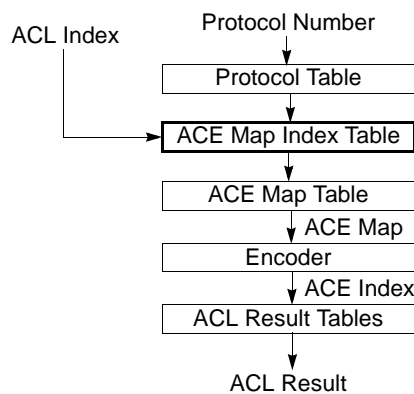 Protocol Number
ACL Index
Protocol Table
ACE Map Index Table
ACE Map Table
ACE Map
Encoder
ACE Index
ACL Result Tables
ACL Result